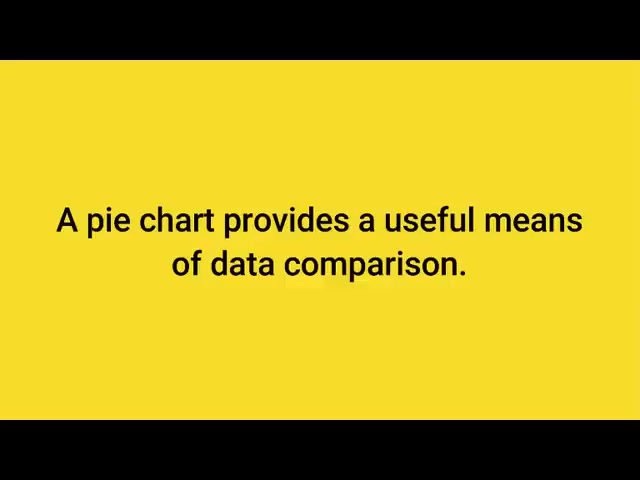 A pie chart provides a useful means
of data comparison.